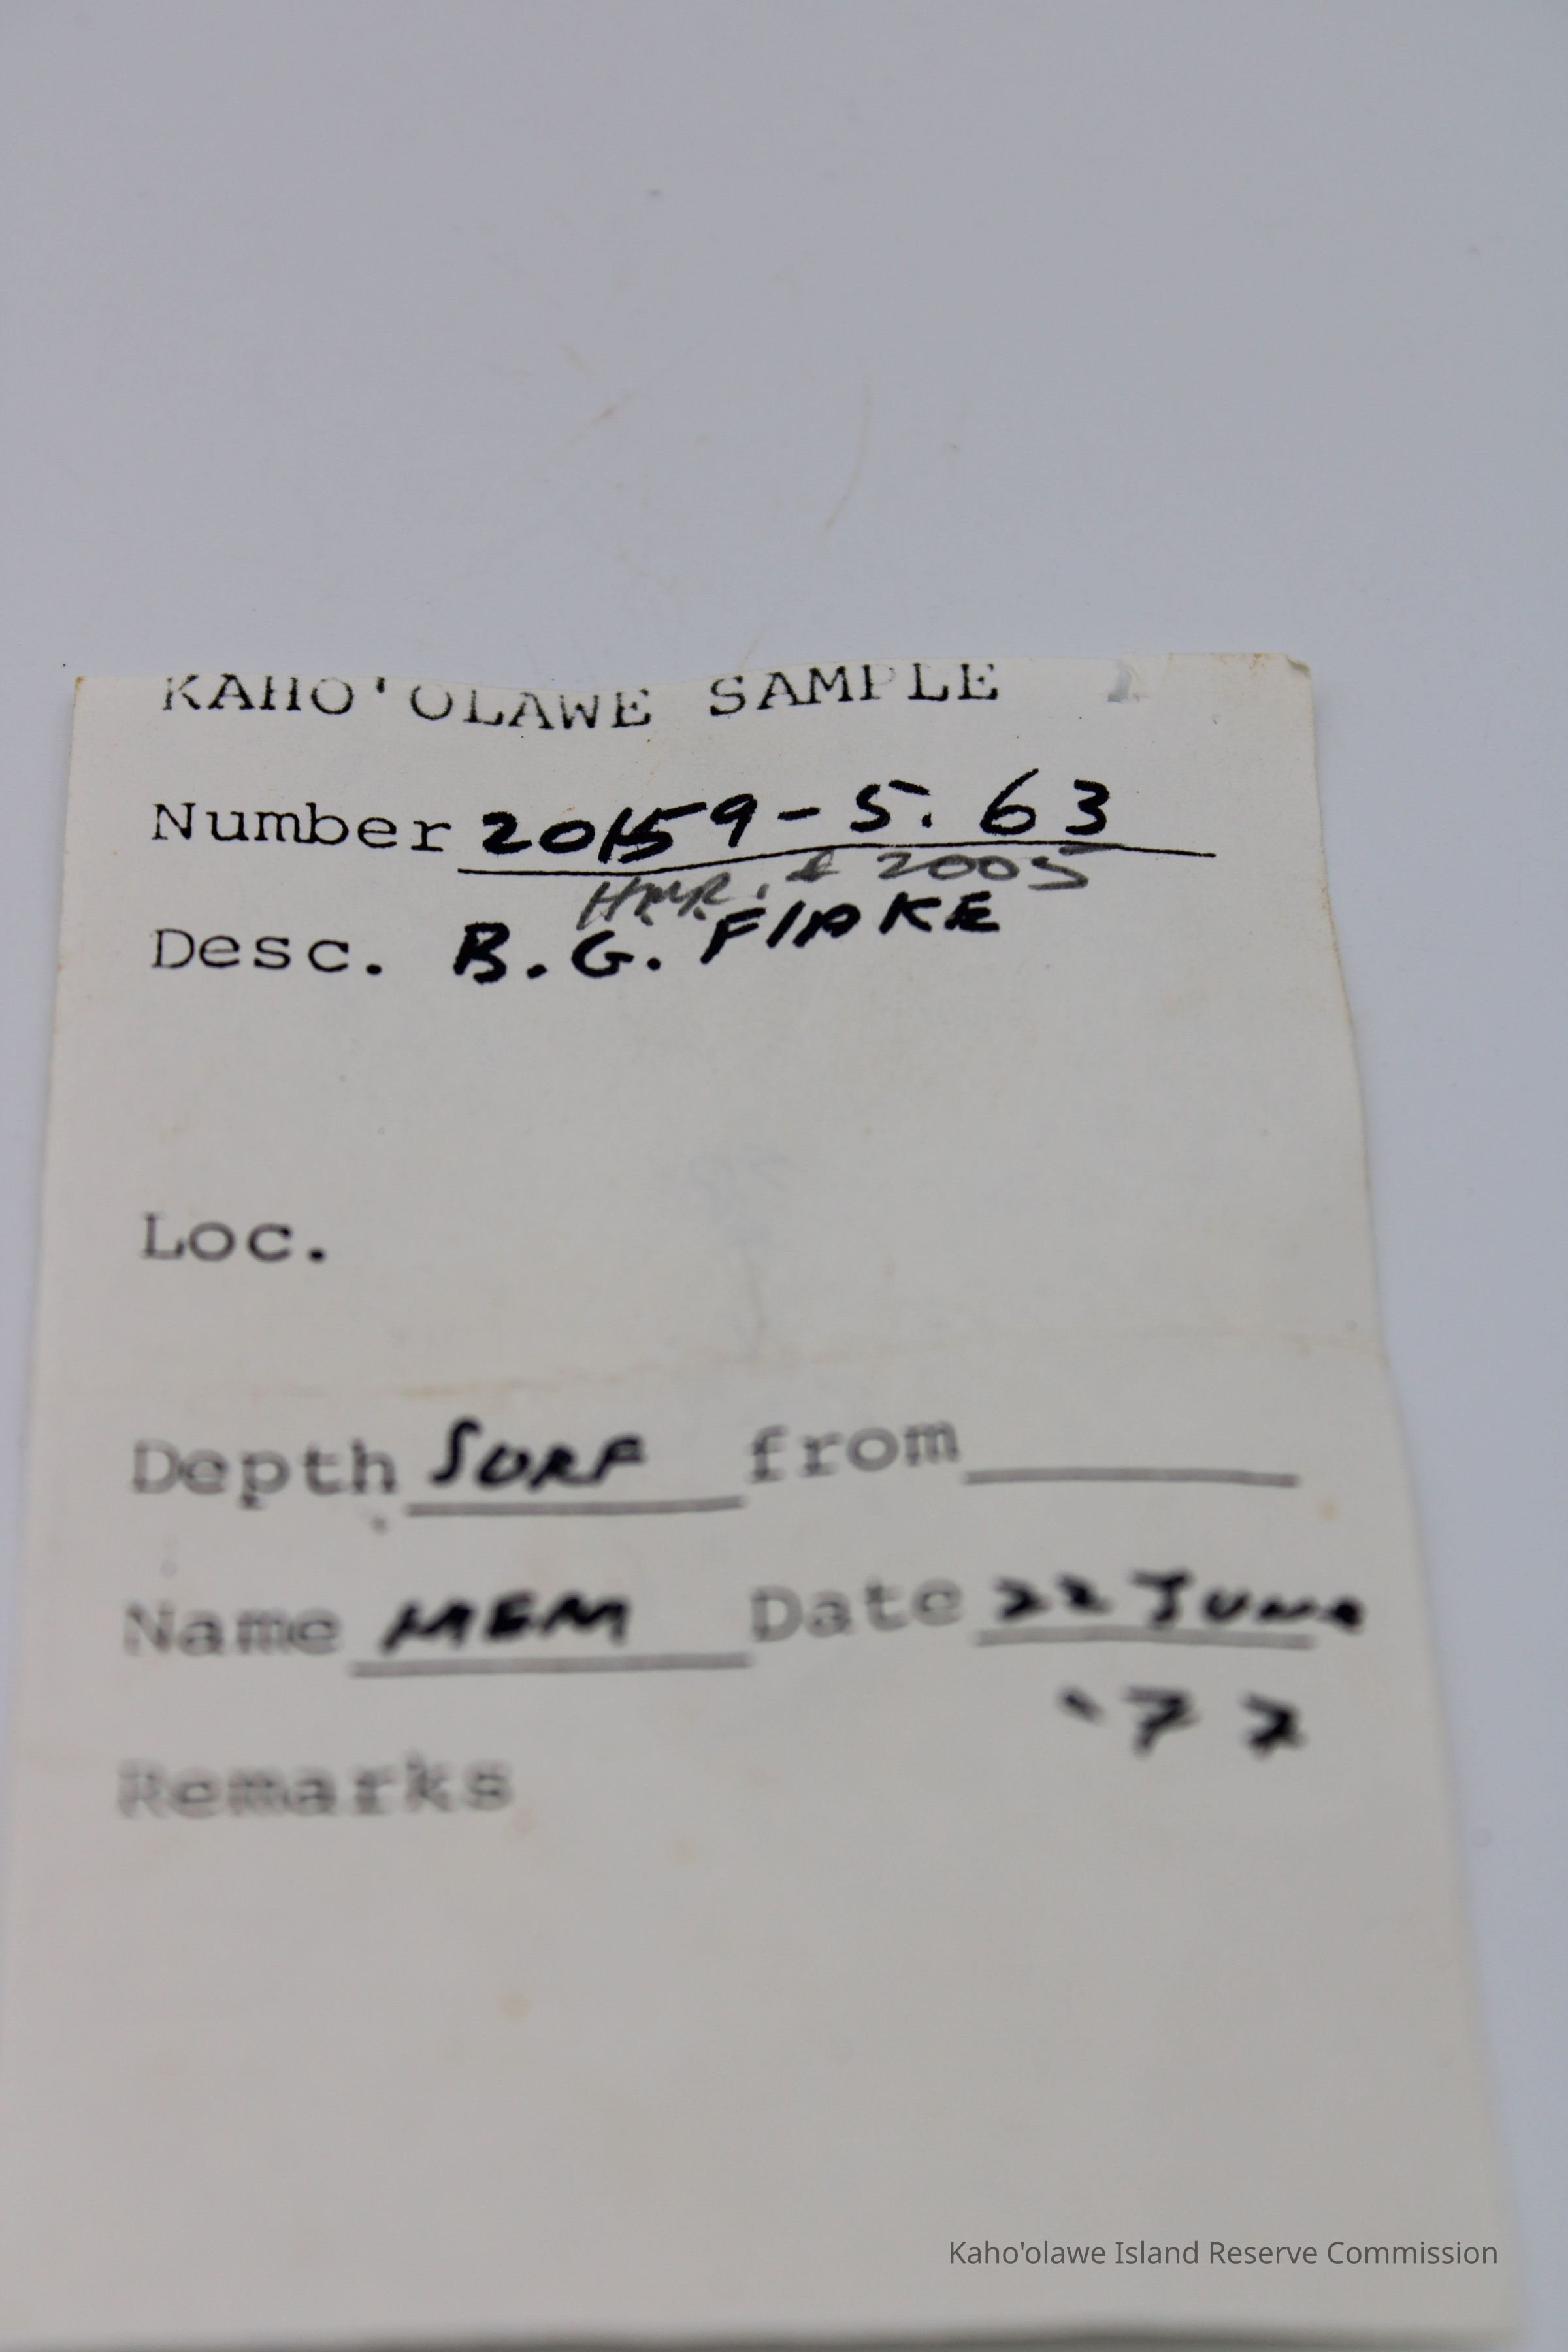 KAHO'OLAWE SAMPLE
Number 20159-5.63
2005
Desc. B.G. FlAKE
Loc.
Depth SURF from
Name MEM Date 22 June
'77
Remarks
Kaho'olawe Island Reserve Commission